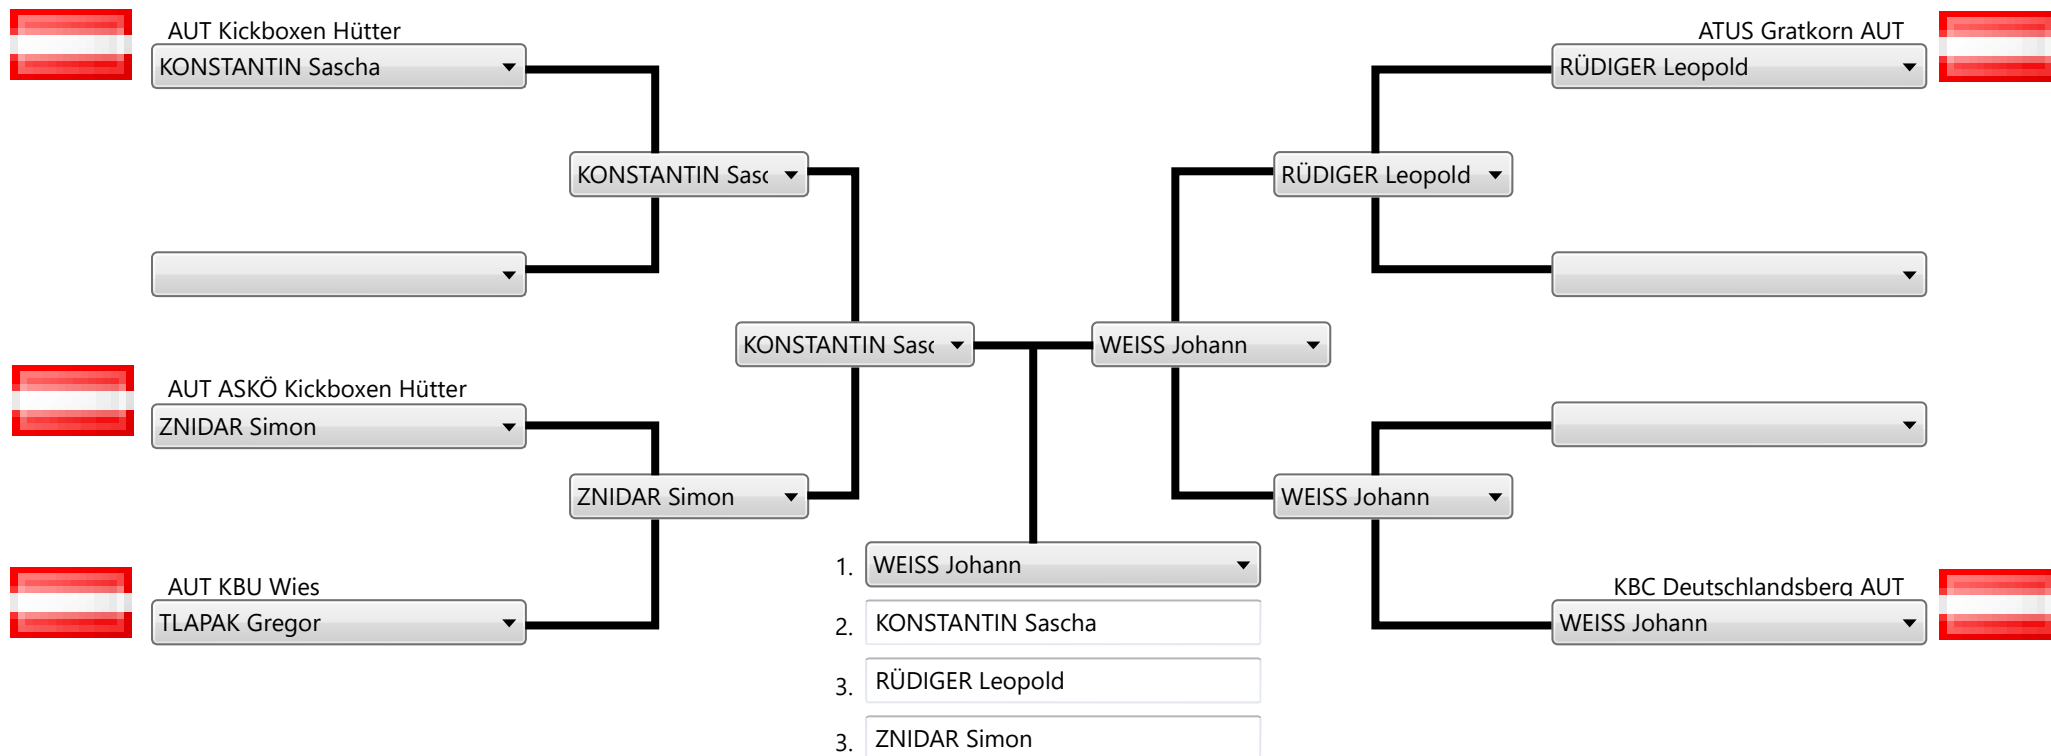 AUT Kickboxen Hütter
KONSTANTIN Sascha
ATUS Gratkorn AUT
RÜDIGER Leopold
KONSTANTIN Sasc
RÜDIGER Leopold
KONSTANTIN Sasc
WEISS Johann
AUT ASKÖ Kickboxen Hütter
ZNIDAR Simon
ZNIDAR Simon
WEISS Johann
AUT KBU Wies
TLAPAK Gregor
KBC Deutschlandsberg AUT
WEISS Johann
1. WEISS Johann
2. KONSTANTIN Sascha
3. RÜDIGER Leopold
3. ZNIDAR Simon